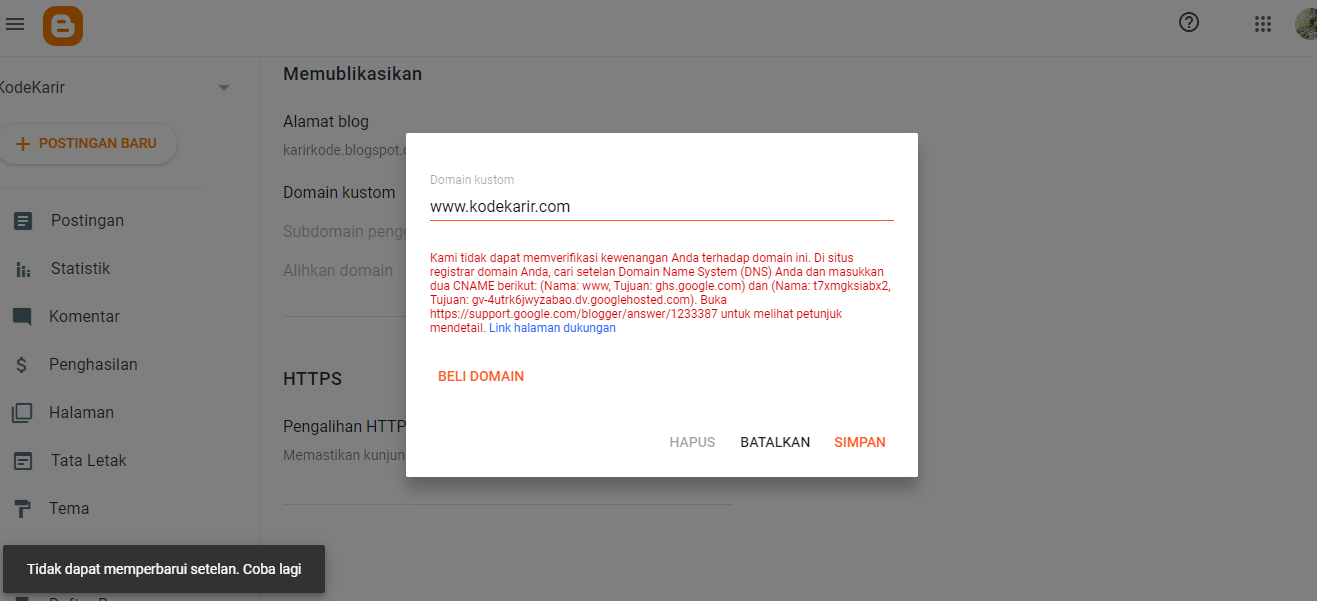 KodeKarir
POSTINGAN BARU
Postingan
Statistik
Komentar
Penghasilan
Halaman
Tata Letak
Tema
Memublikasikan
Alamat blog
karirkode.blogspot.
Domain kustom
Subdomain pengg
Alihkan domain
HTTPS
Pengalihan HTTP
Memastikan kunjun
Domain kustom
www.kodekarir.com
Kami tidak dapat memverifikasi kewenangan Anda terhadap domain ini. Di situs
registrar domain Anda, cari setelan Domain Name System (DNS) Anda dan masukkan
dua CNAME berikut: (Nama: www, Tujuan: ghs.google.com) dan (Nama: t7xmgksiabx2,
Tujuan: gv-4utrk6jwyzabao.dv.googlehosted.com). Buka
https://support.google.com/blogger/answer/1233387 untuk melihat petunjuk
mendetail. Link halaman dukungan
BELI DOMAIN
HAPUS BATALKAN SIMPAN
Tidak dapat memperbarui setelan. Coba lagi